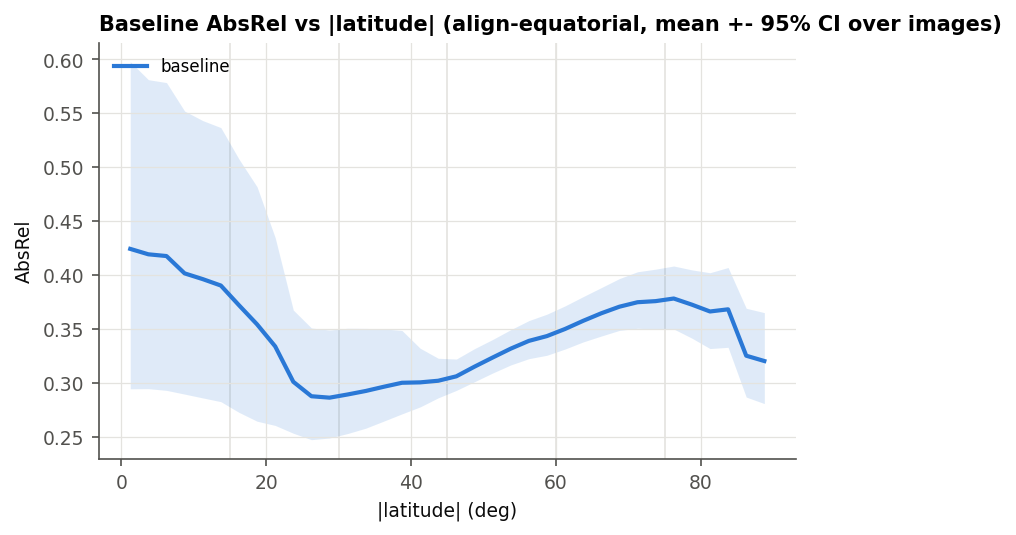 Baseline AbsRel vs |latitude| (align-equatorial, mean +- 95% CI over images)
baseline
AbsRel
0.60
0.55
0.50
0.45
0.40
0.35
0.30
0.25
0 20 40 60 80
|latitude| (deg)